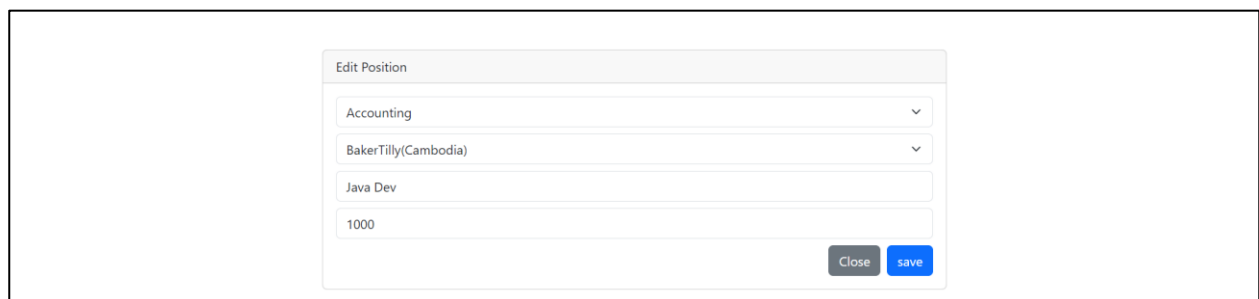 Edit Position
Accounting
BakerTilly(Cambodia)
Java Dev
1000
Close save